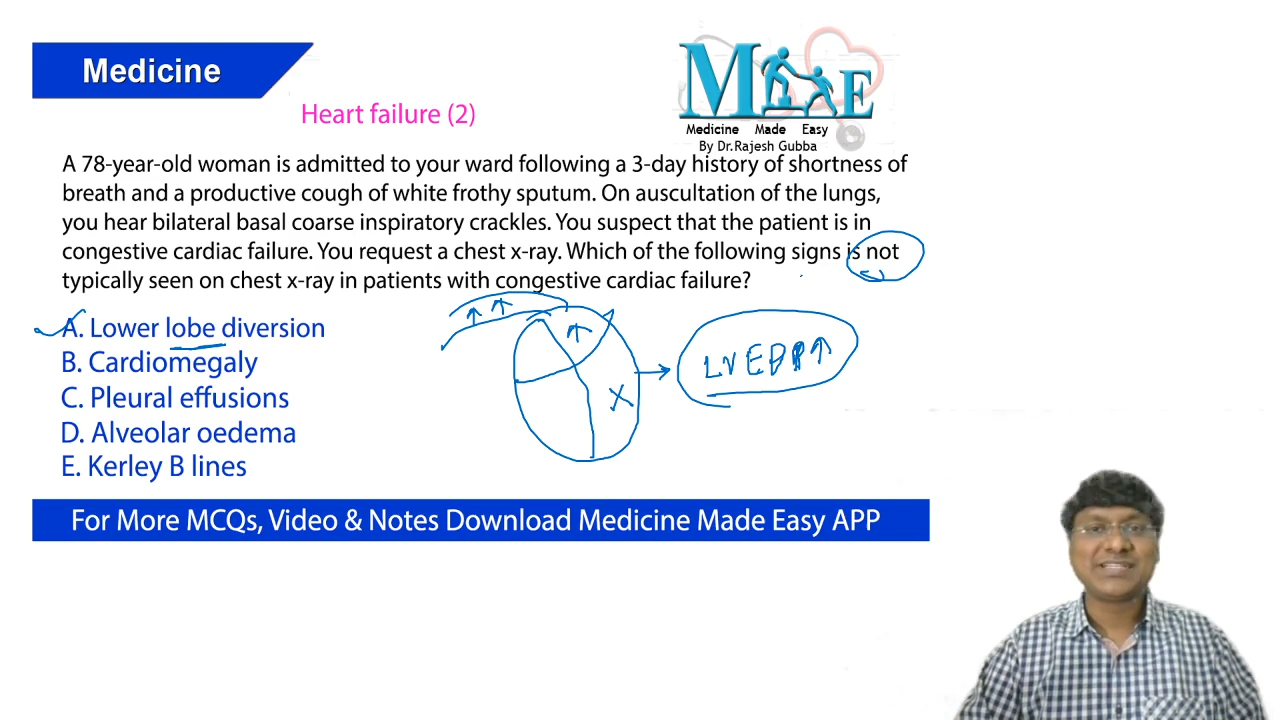 Medicine
Heart failure (2)
M E
Medicine Made Easy
By Dr.Rajesh Gubba
A 78-year-old woman is admitted to your ward following a 3-day history of shortness of
breath and a productive cough of white frothy sputum. On auscultation of the lungs,
you hear bilateral basal coarse inspiratory crackles. You suspect that the patient is in
congestive cardiac failure. You request a chest x-ray. Which of the following signs is not
typically seen on chest x-ray in patients with congestive cardiac failure?
A. Lower lobe diversion
B. Cardiomegaly
C. Pleural effusions
D. Alveolar oedema
E. Kerley B lines
LVEDP↑
For More MCQs, Video & Notes Download Medicine Made Easy APP